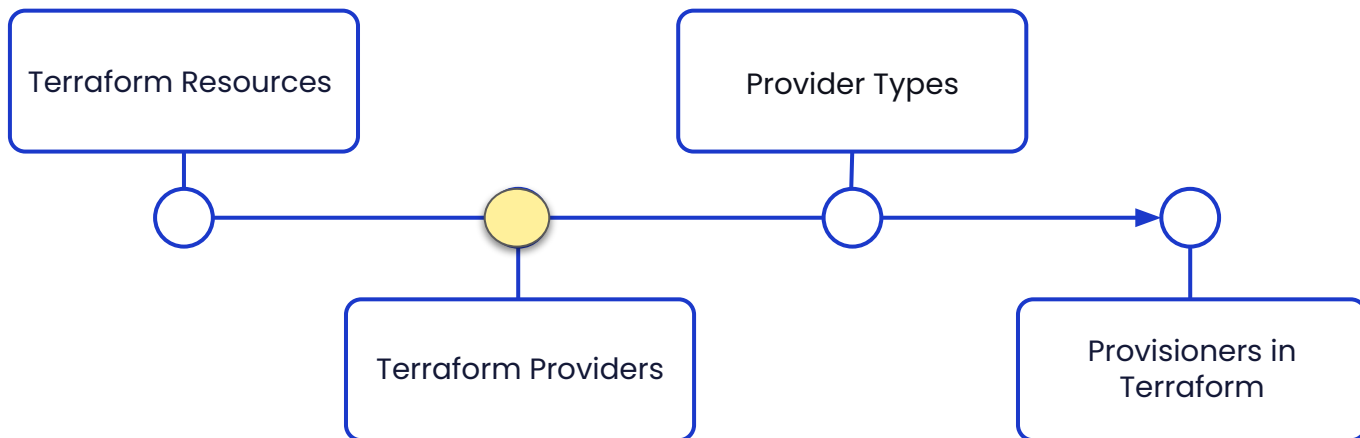 Terraform Resources
Terraform Providers
Provider Types
Provisioners in
Terraform